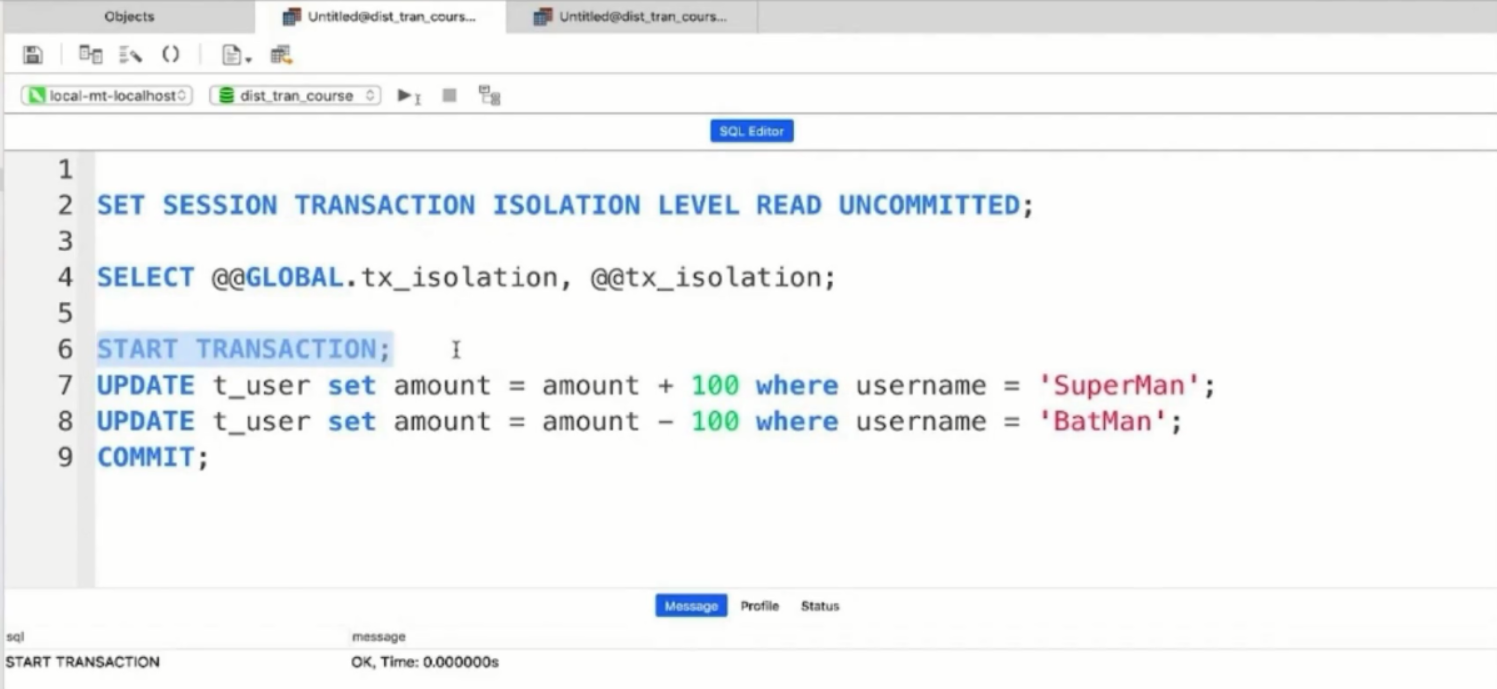 Objects
Untitled@dist_tran_cours...
Untitled@dist_tran_cours...
local-mt-localhost
dist_tran_course
SQL Editor
1
2 SET SESSION TRANSACTION ISOLATION LEVEL READ UNCOMMITTED;
3
4 SELECT @@GLOBAL.tx_isolation, @@tx_isolation;
5
6 START TRANSACTION;
7 UPDATE t_user set amount = amount + 100 where username = 'SuperMan';
8 UPDATE t_user set amount = amount - 100 where username = 'BatMan';
9 COMMIT;
Message Profile Status
sql message
START TRANSACTION OK, Time: 0.000000s